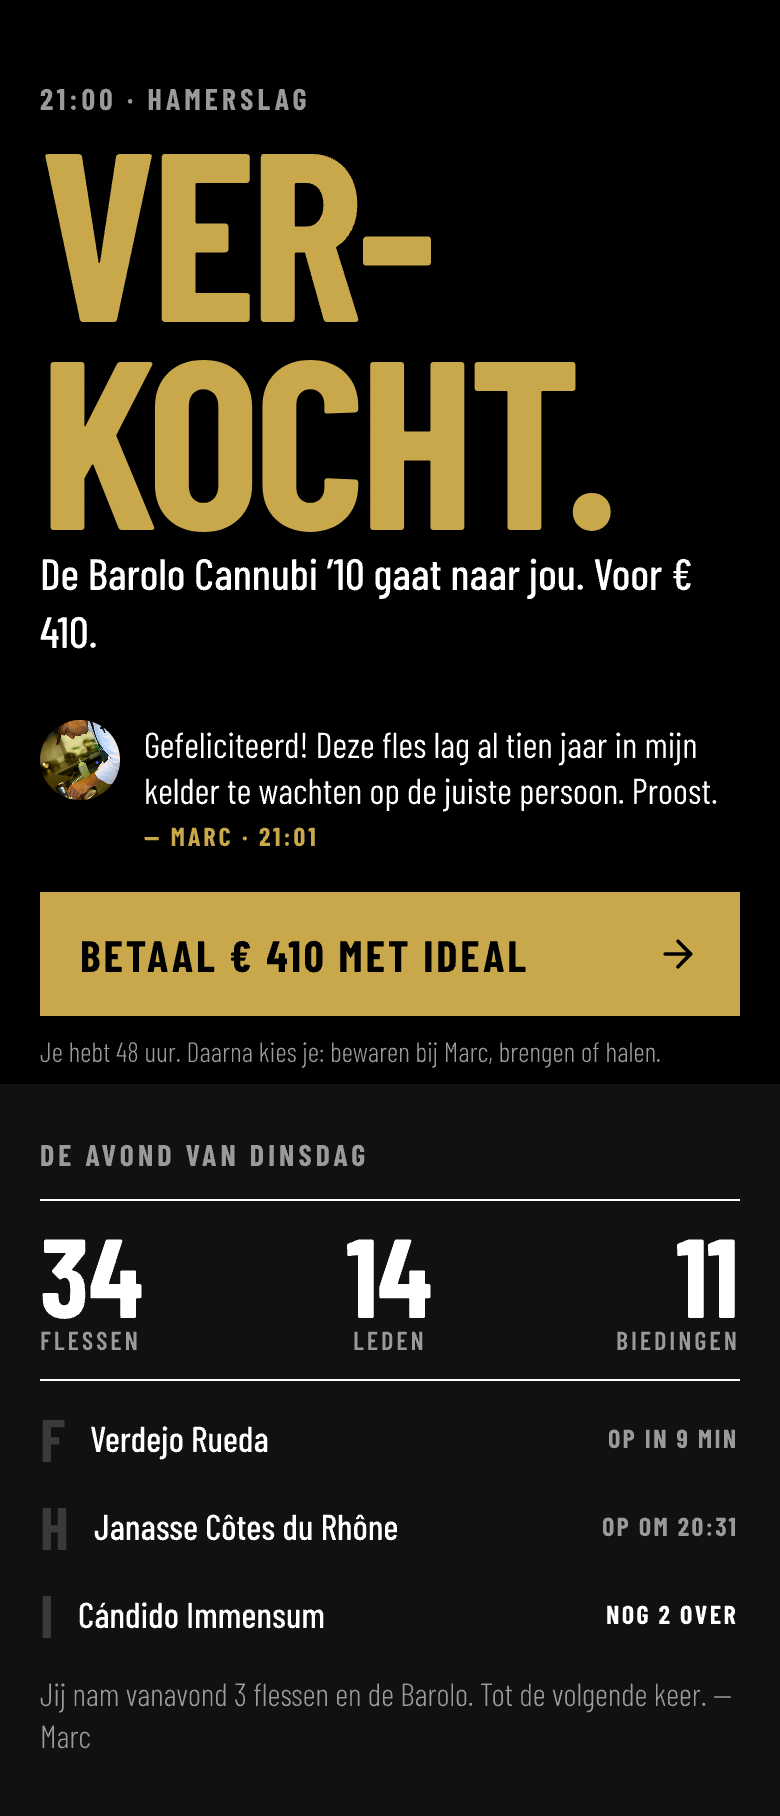 21:00 · HAMERSLAG
VER-
KOCHT.
De Barolo Cannubi ’10 gaat naar jou. Voor €
410.
Gefeliciteerd! Deze fles lag al tien jaar in mijn
kelder te wachten op de juiste persoon. Proost.
— MARC · 21:01
BETAAL € 410 MET IDEAL →
Je hebt 48 uur. Daarna kies je: bewaren bij Marc, brengen of halen.
DE AVOND VAN DINSDAG
34 14 11
FLESSEN LEDEN BIEDINGEN
F Verdejo Rueda OP IN 9 MIN
H Janasse Côtes du Rhône OP OM 20:31
I Cándido Immensum NOG 2 OVER
Jij nam vanavond 3 flessen en de Barolo. Tot de volgende keer. —
Marc